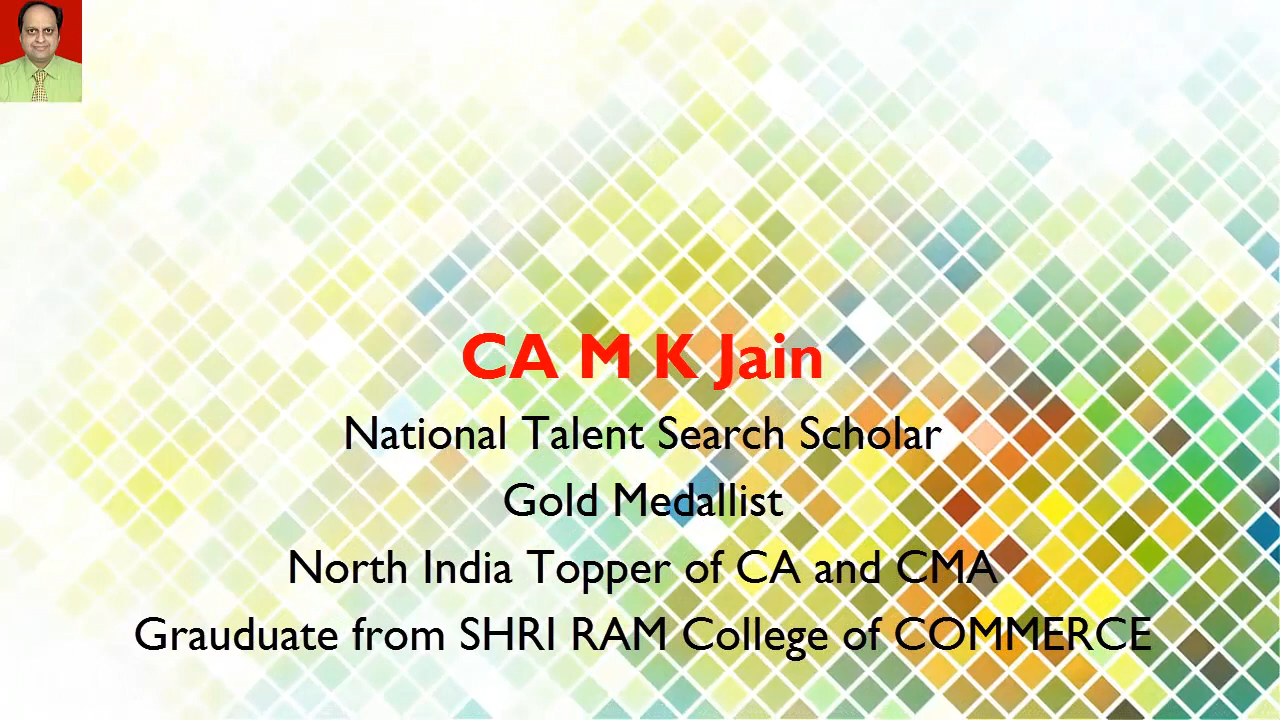 CA M K Jain
National Talent Search Scholar
Gold Medallist
North India Topper of CA and CMA
Grauduate from SHRI RAM College of COMMERCE